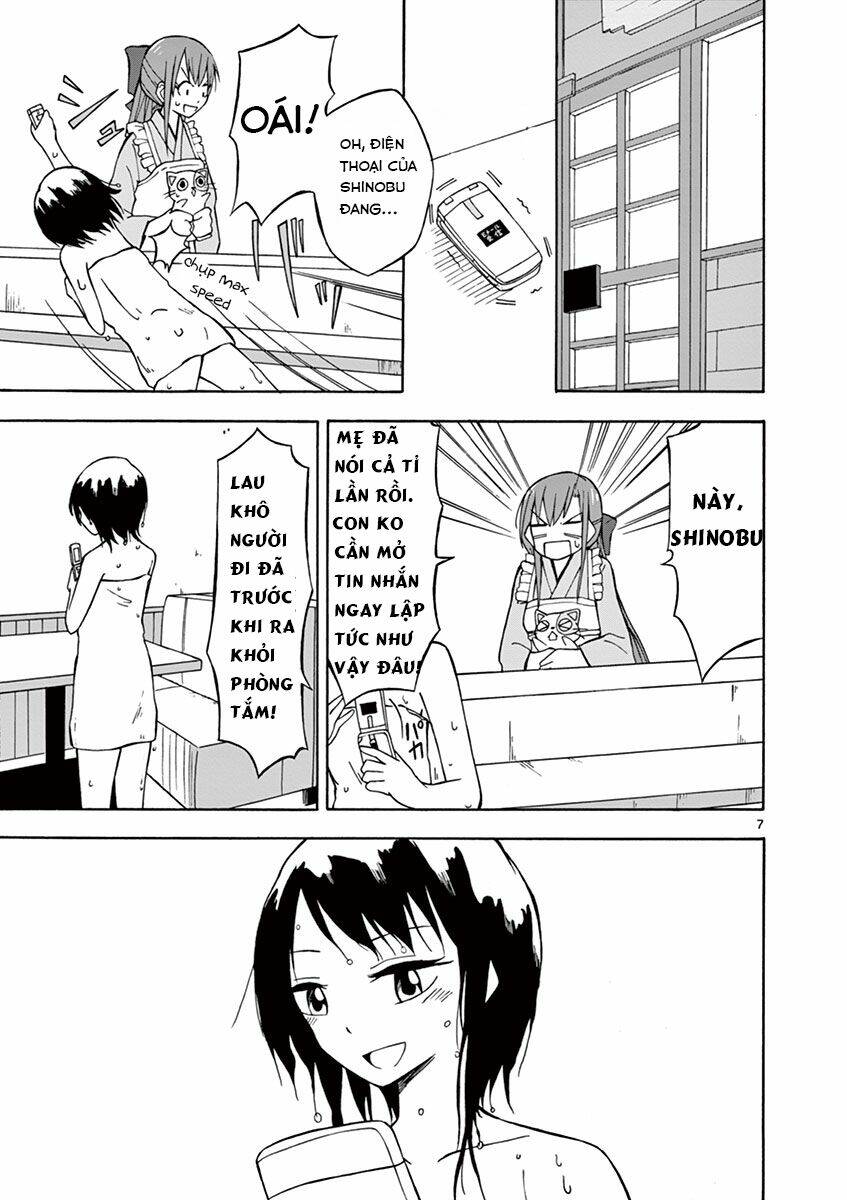 OH, ĐIỆN
THOẠI CỦA
SHINOBU
ĐANG...
OÁI!
chụp max
speed
NÀY,
SHINOBU
MẸ ĐÃ
NÓI CẢ TỈ
LẦN RỒI.
CON KO
CẦN MỞ
TIN NHẮN
NGAY LẬP
TỨC NHƯ
VẬY ĐÂU!
パカ
LAU
KHÔ
NGƯỜI
ĐI ĐÃ
TRƯỚC
KHI RA
KHỎI
PHÒNG
TẮM!
7